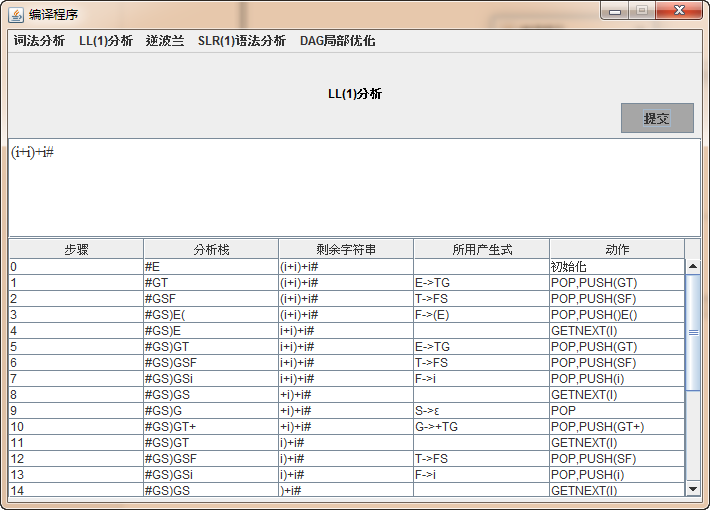 编译程序
词法分析 LL(1)分析 逆波兰 SLR(1)语法分析 DAG局部优化
LL(1)分析
提交
(i+i)+i#
步骤 分析栈 剩余字符串 所用产生式 动作
0 #E (i+i)+i# 初始化
1 #GT (i+i)+i# E->TG POP,PUSH(GT)
2 #GSF (i+i)+i# T->FS POP,PUSH(SF)
3 #GS)E( (i+i)+i# F->(E) POP,PUSH()E()
4 #GS)E i+i)+i# GETNEXT(I)
5 #GS)GT i+i)+i# E->TG POP,PUSH(GT)
6 #GS)GSF i+i)+i# T->FS POP,PUSH(SF)
7 #GS)GSi i+i)+i# F->i POP,PUSH(i)
8 #GS)GS +i)+i# GETNEXT(I)
9 #GS)G +i)+i# S->ε POP
10 #GS)GT+ +i)+i# G->+TG POP,PUSH(GT+)
11 #GS)GT i)+i# GETNEXT(I)
12 #GS)GSF i)+i# T->FS POP,PUSH(SF)
13 #GS)GSi i)+i# F->i POP,PUSH(i)
14 #GS)GS )+i# GETNEXT(I)